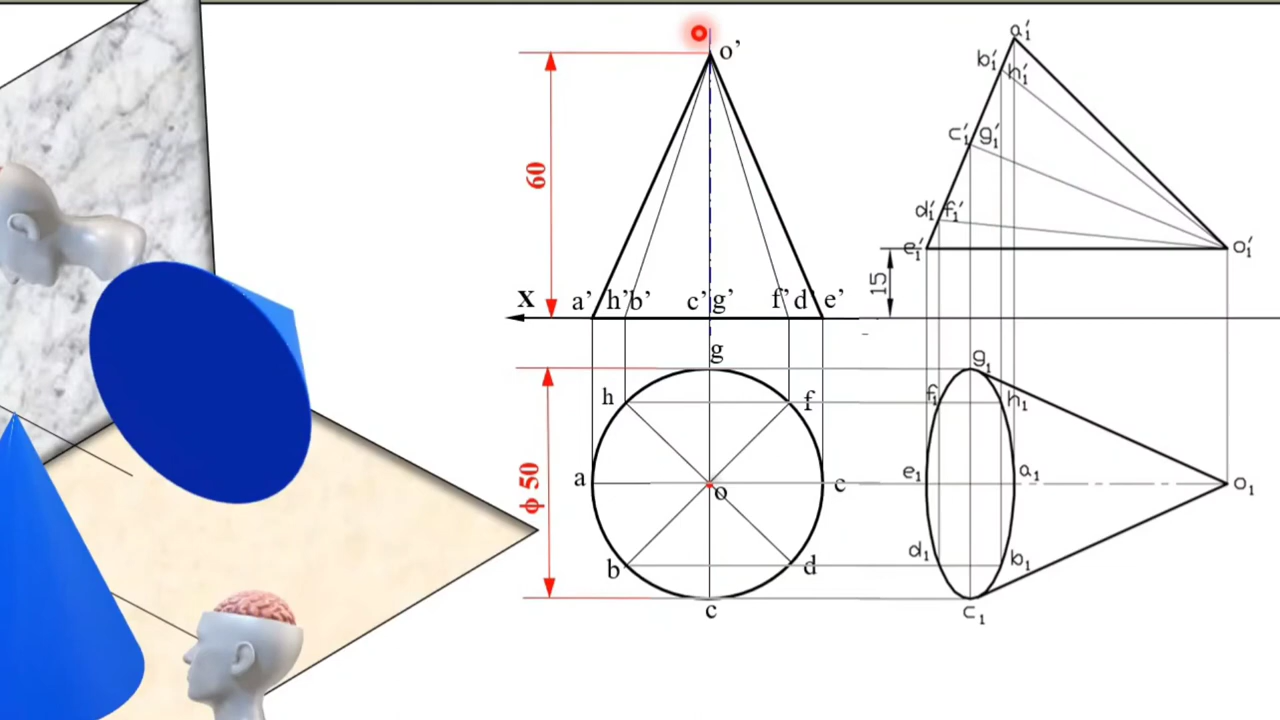 o’
60
X
a’ h’b’ c’g’ f’ d’ e’
g
h
f
a
o
e
b
d
c
ϕ 50
a₁′
b₁′ h₁′
c₁′ g₁′
d₁′ f₁′
e₁′
o₁′
15
g₁
f₁ h₁
e₁ a₁
o₁
d₁ b₁
c₁